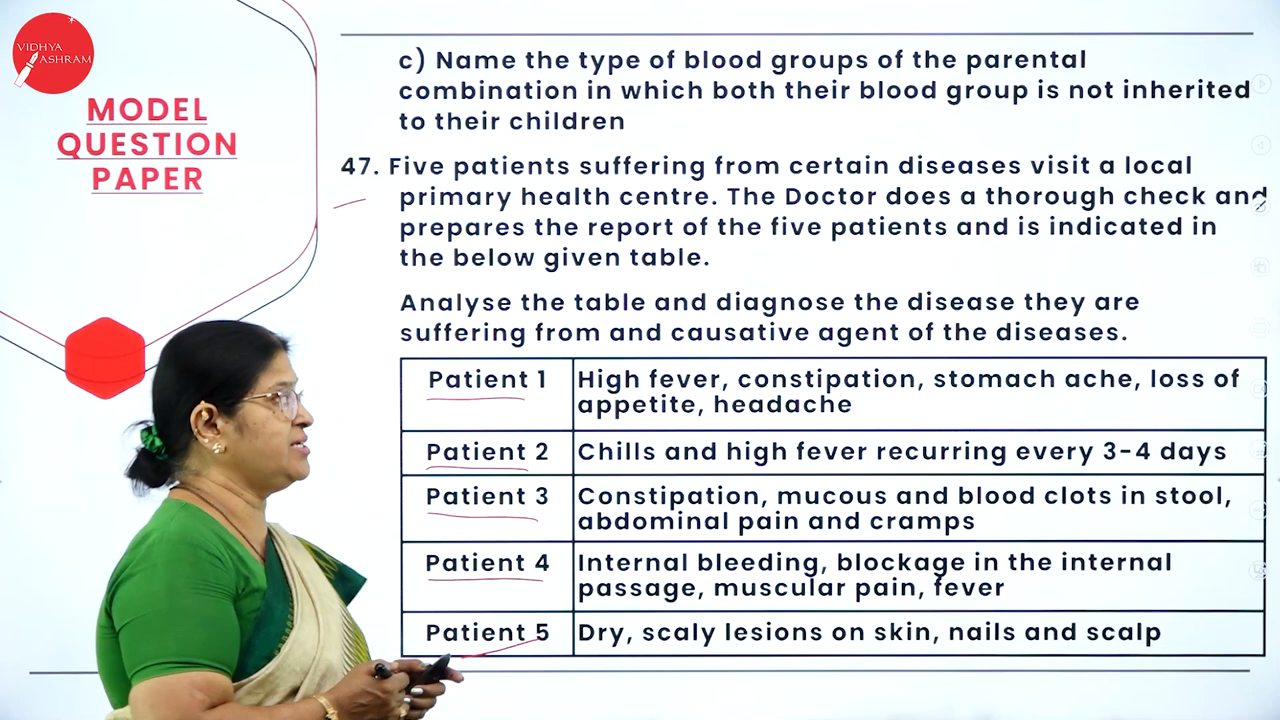 VIDHYA
ASHRAM
MODEL
QUESTION
PAPER
c) Name the type of blood groups of the parental
combination in which both their blood group is not inherited
to their children
47. Five patients suffering from certain diseases visit a local
primary health centre. The Doctor does a thorough check and
prepares the report of the five patients and is indicated in
the below given table.
Analyse the table and diagnose the disease they are
suffering from and causative agent of the diseases.
Patient 1 High fever, constipation, stomach ache, loss of
appetite, headache
Patient 2 Chills and high fever recurring every 3-4 days
Patient 3 Constipation, mucous and blood clots in stool,
abdominal pain and cramps
Patient 4 Internal bleeding, blockage in the internal
passage, muscular pain, fever
Patient 5 Dry, scaly lesions on skin, nails and scalp